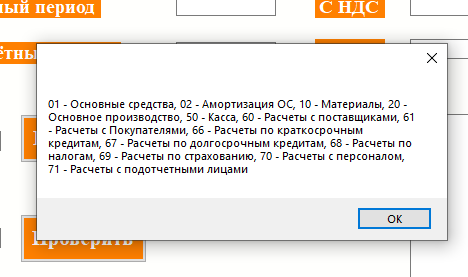 ный период
С НДС
ётны
01 - Основные средства, 02 - Амортизация ОС, 10 - Материалы, 20 -
Основное производство, 50 - Касса, 60 - Расчеты с поставщиками, 61
- Расчеты с Покупателями, 66 - Расчеты по краткосрочным
кредитам, 67 - Расчеты по долгосрочным кредитам, 68 - Расчеты по
налогам, 69 - Расчеты по страхованию, 70 - Расчеты с персоналом,
71 - Расчеты с подотчетными лицами
OK
Проверить